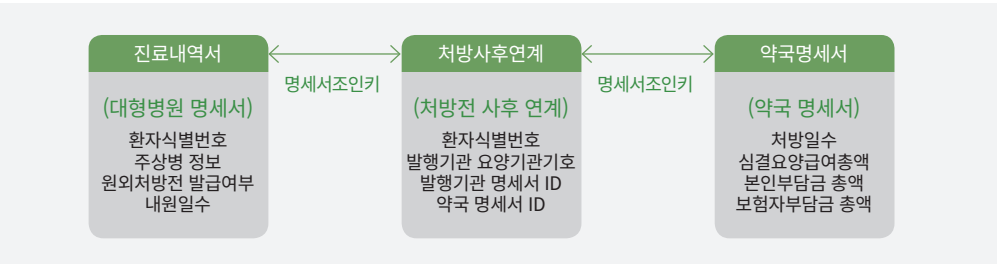 진료내역서
명세서조인키
처방사후연계
명세서조인키
약국명세서
(대형병원 명세서)
환자식별번호
주상병 정보
원외처방전 발급여부
내원일수
(처방전 사후 연계)
환자식별번호
발행기관 요양기관기호
발행기관 명세서 ID
약국 명세서 ID
(약국 명세서)
처방일수
심결요양급여총액
본인부담금 총액
보험자부담금 총액